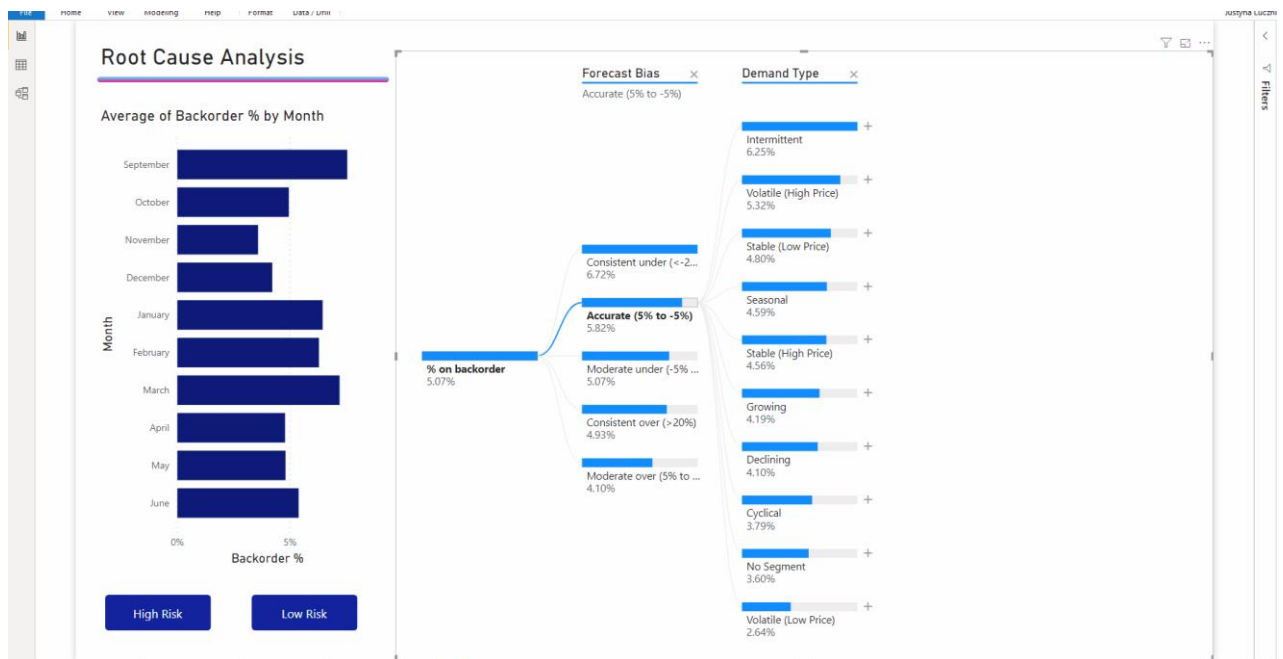 File Home View Modeling Help Format Data / Drill
Justyna Luczni
Root Cause Analysis
Average of Backorder % by Month
September
October
November
December
January
February
March
April
May
June
Month
0% 5%
Backorder %
High Risk Low Risk
Forecast Bias
Accurate (5% to -5%)
Demand Type
% on backorder
5.07%
Consistent under (<-2...
6.72%
Accurate (5% to -5%)
5.82%
Moderate under (-5% ...
5.07%
Consistent over (>20%)
4.93%
Moderate over (5% to ...
4.10%
Intermittent
6.25%
Volatile (High Price)
5.32%
Stable (Low Price)
4.80%
Seasonal
4.59%
Stable (High Price)
4.56%
Growing
4.19%
Declining
4.10%
Cyclical
3.79%
No Segment
3.60%
Volatile (Low Price)
2.64%
Filters